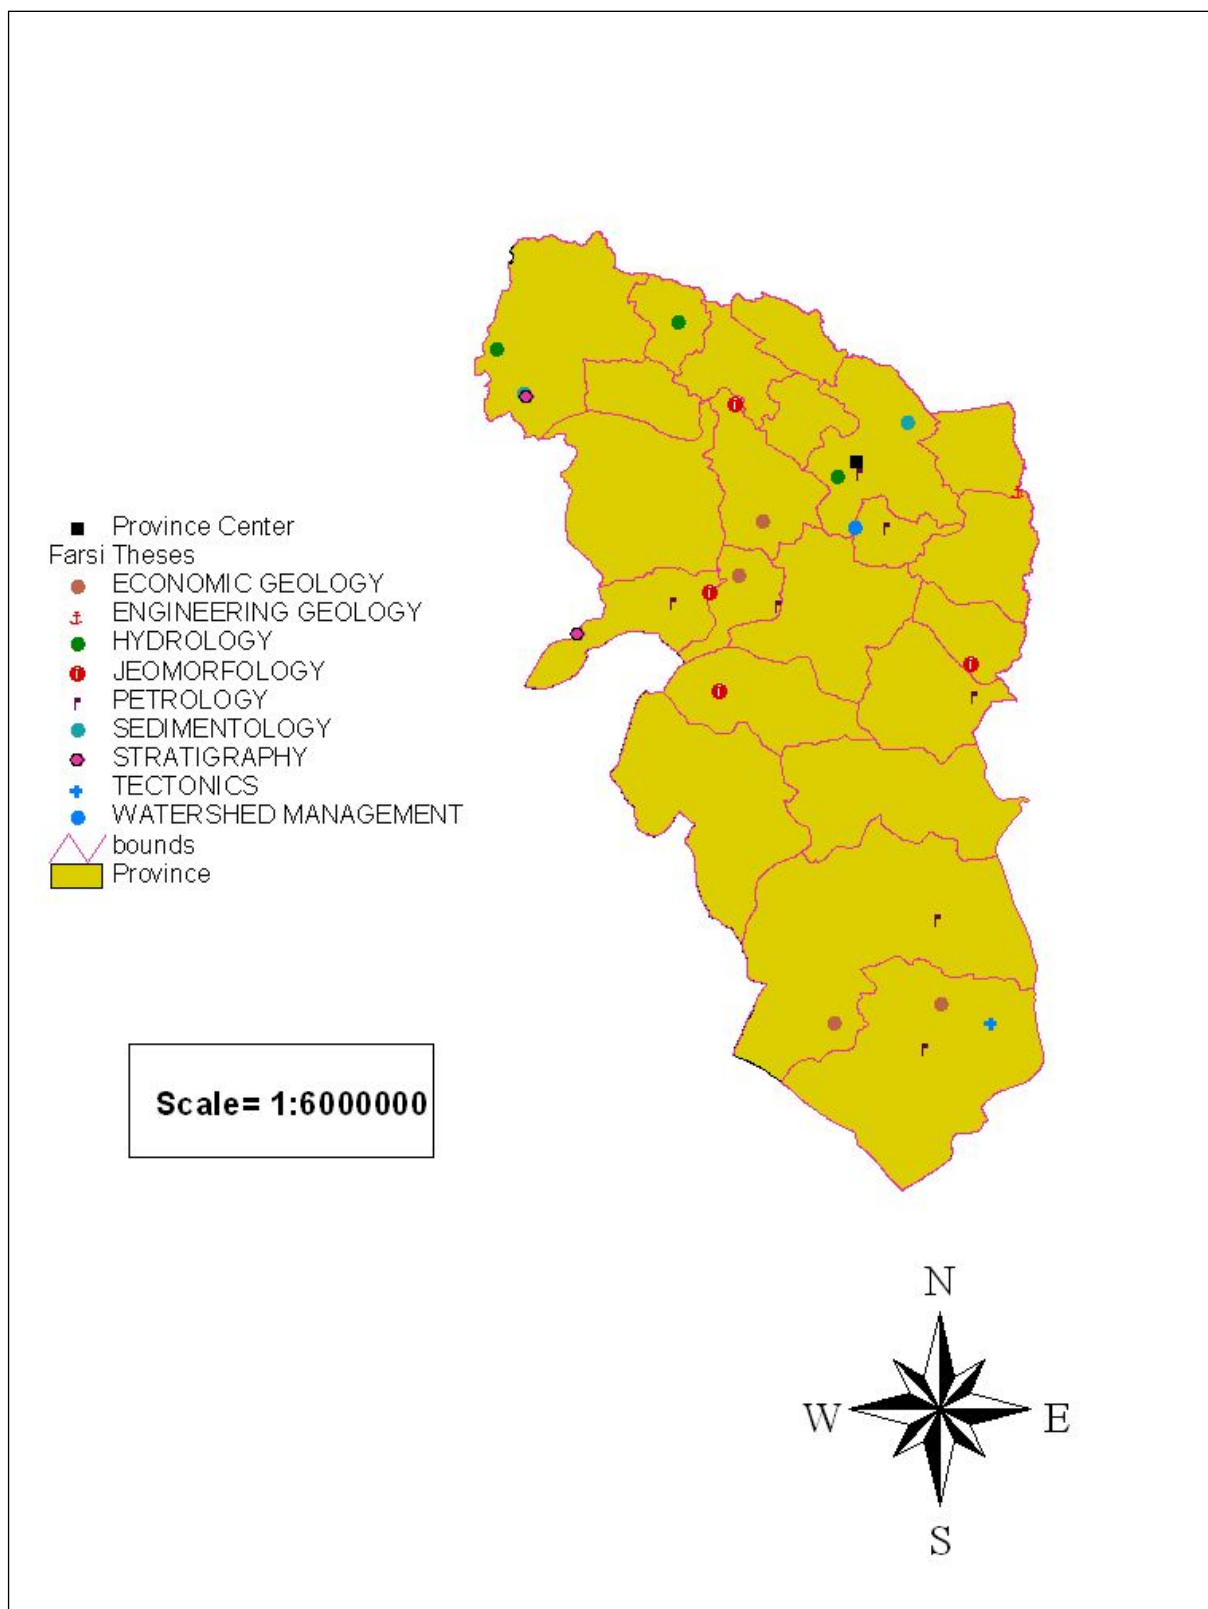 Province Center
Farsi Theses
ECONOMIC GEOLOGY
ENGINEERING GEOLOGY
HYDROLOGY
JEOMORFOLOGY
PETROLOGY
SEDIMENTOLOGY
STRATIGRAPHY
TECTONICS
WATERSHED MANAGEMENT
bounds
Province
Scale= 1:6000000
N
W E
S